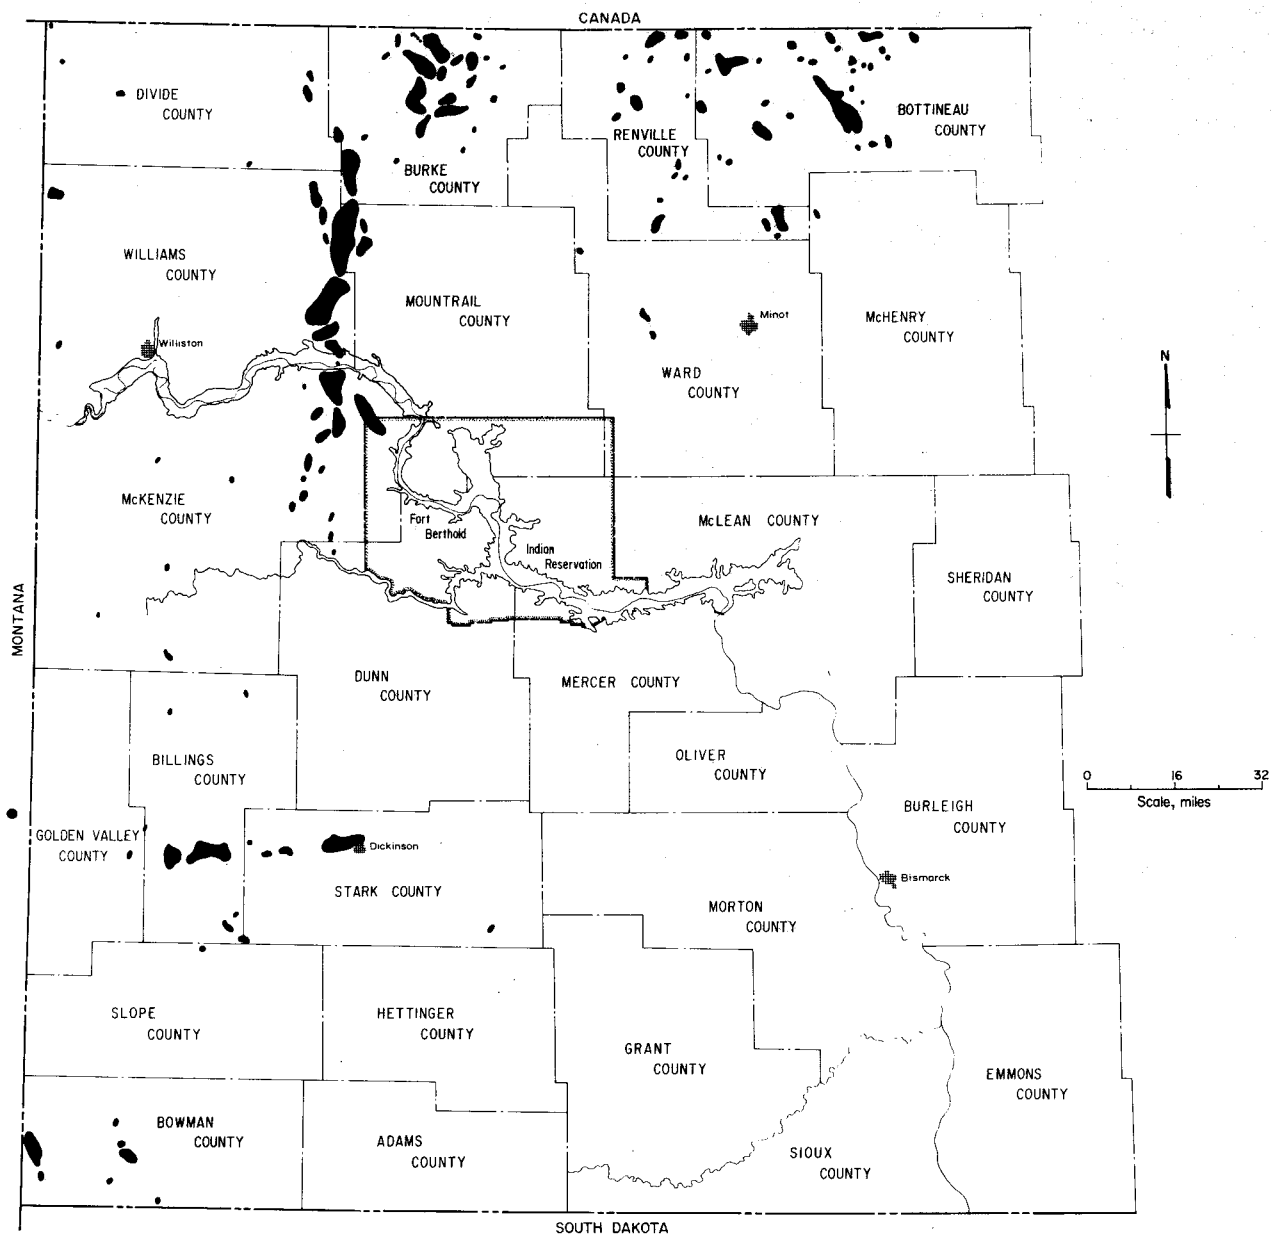 CANADA
DIVIDE
COUNTY
BURKE
COUNTY
RENVILLE
COUNTY
BOTTINEAU
COUNTY
WILLIAMS
COUNTY
Williston
MOUNTRAIL
COUNTY
Minot
WARD
COUNTY
McHENRY
COUNTY
N
McKENZIE
COUNTY
Fort
Berthold
Indian
Reservation
McLEAN COUNTY
SHERIDAN
COUNTY
MONTANA
DUNN
COUNTY
MERCER COUNTY
BILLINGS
COUNTY
OLIVER
COUNTY
0 16 32
Scale, miles
GOLDEN VALLEY
COUNTY
Dickinson
STARK COUNTY
BURLEIGH
COUNTY
Bismarck
MORTON
COUNTY
SLOPE
COUNTY
HETTINGER
COUNTY
GRANT
COUNTY
EMMONS
COUNTY
BOWMAN
COUNTY
ADAMS
COUNTY
SIOUX
COUNTY
SOUTH DAKOTA